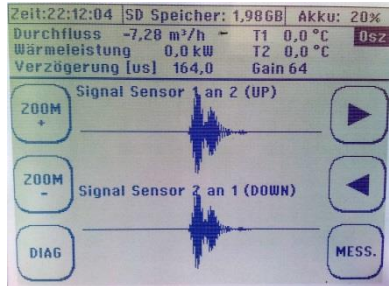 Zeit:22:12:04 SD Speicher: 1,98GB Akku: 20%
Durchfluss -7,28 m³/h T1 0,0 °C Osz
Wärmeleistung 0,0 kW T2 0,0 °C
Verzögerung [us] 164,0 Gain 64
ZOOM +
Signal Sensor 1 an 2 (UP)
ZOOM -
Signal Sensor 2 an 1 (DOWN)
DIAG
MESS.